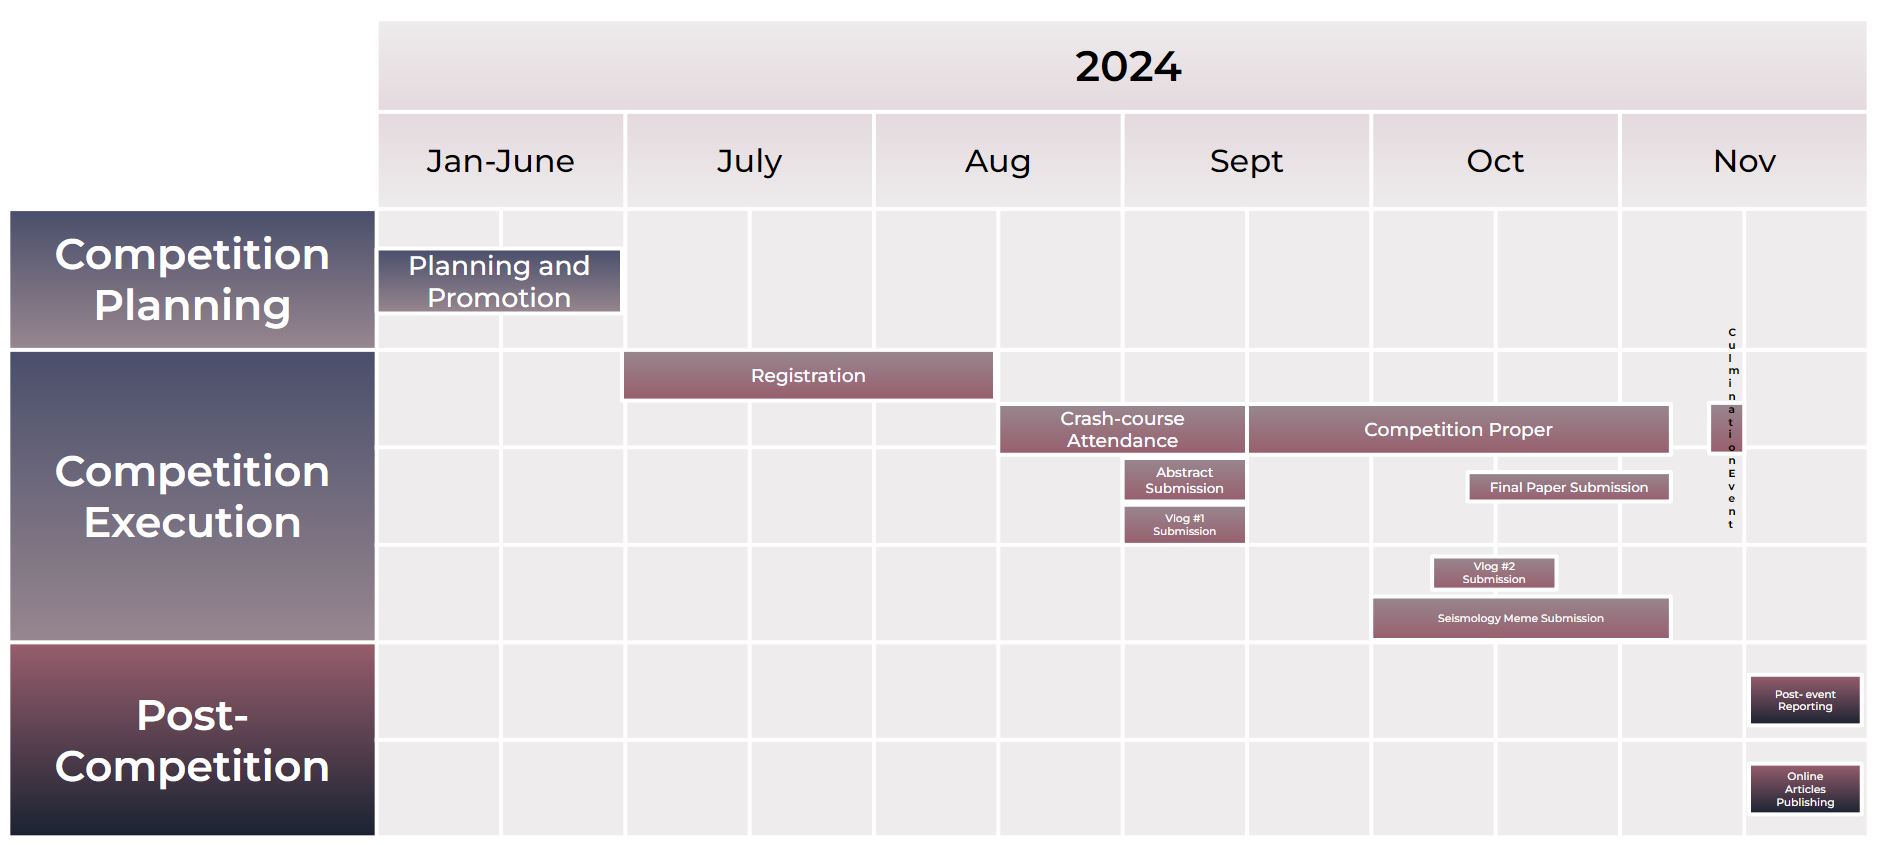 2024
Jan-June
July
Aug
Sept
Oct
Nov
Competition
Planning
Planning and
Promotion
Competition
Execution
Registration
Crash-course
Attendance
Competition Proper
Culmination Event
Abstract
Submission
Final Paper Submission
Vlog #1
Submission
Vlog #2
Submission
Seismology Meme Submission
Post-
Competition
Post- event
Reporting
Online
Articles
Publishing